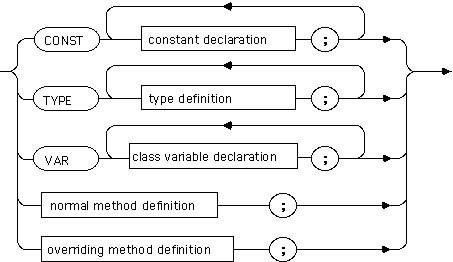 CONST constant declaration ;
TYPE type definition ;
VAR class variable declaration ;
normal method definition ;
overriding method definition ;